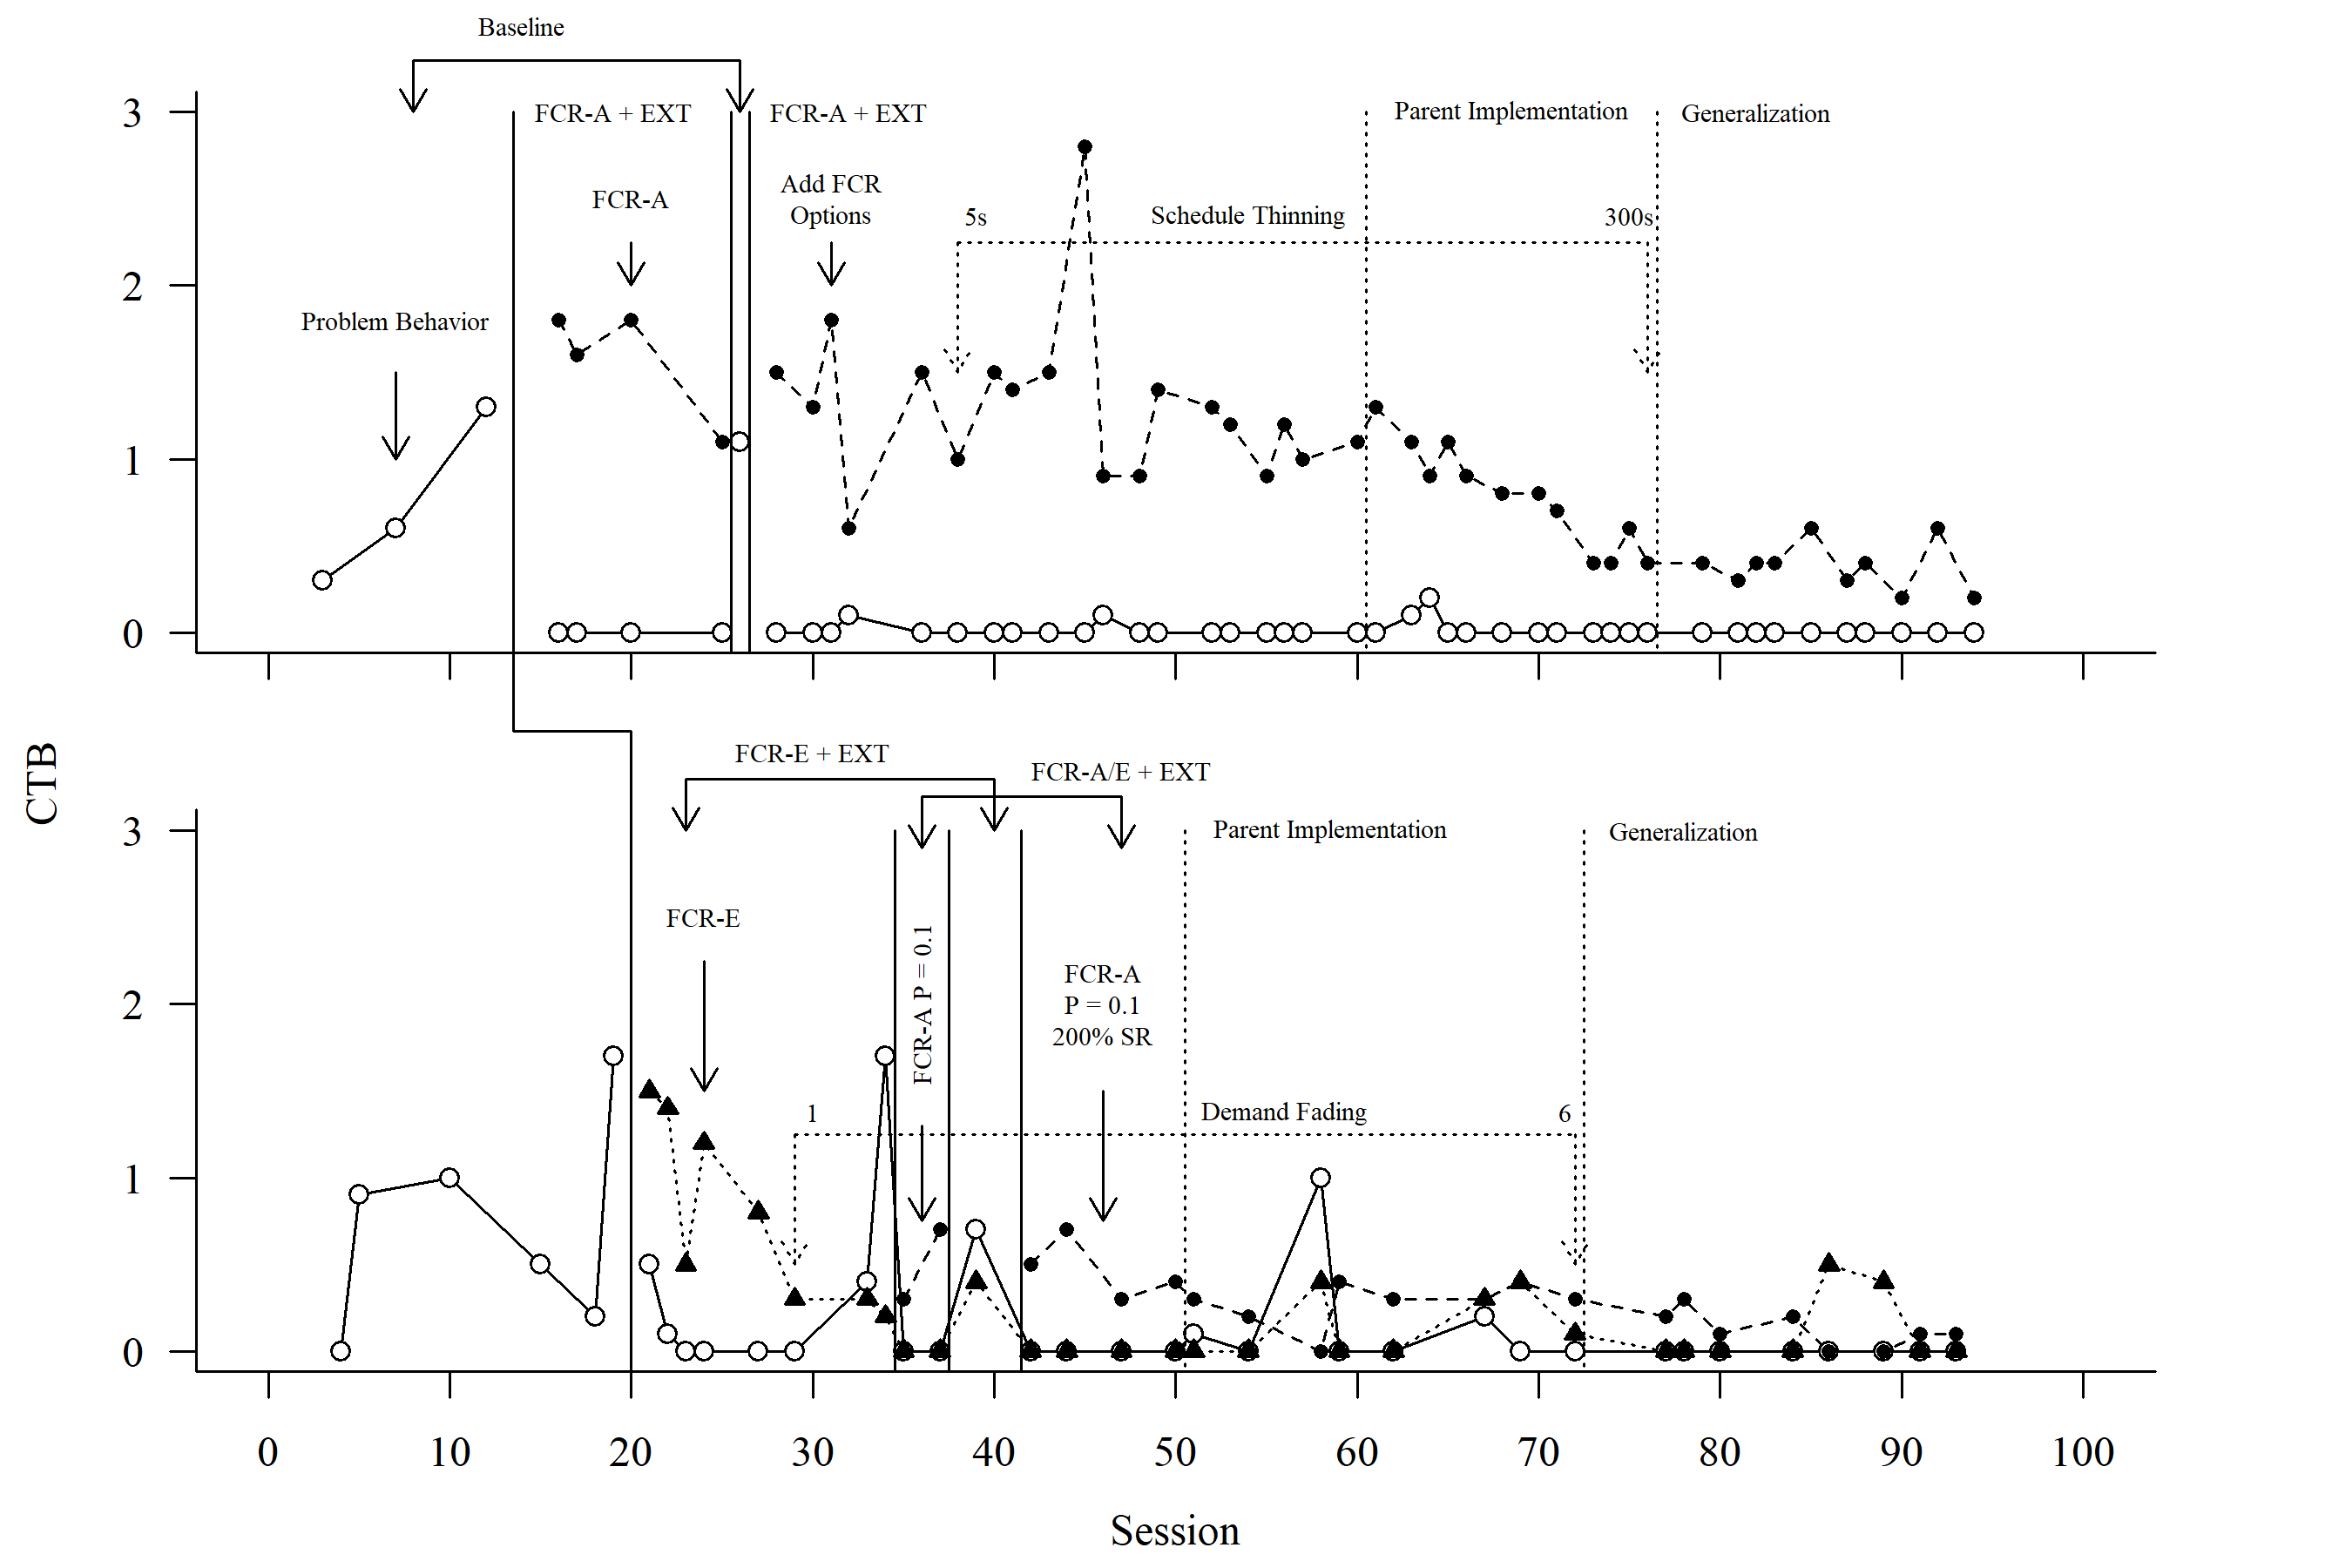 Baseline
3
FCR-A + EXT
FCR-A + EXT
Parent Implementation
Generalization
FCR-A
Add FCR
Options
5s
Schedule Thinning
300s
2
Problem Behavior
1
0
CTB
FCR-E + EXT
FCR-A/E + EXT
3
Parent Implementation
Generalization
FCR-E
FCR-A P = 0.1
FCR-A
P = 0.1
200% SR
2
1
Demand Fading
6
1
0
0 10 20 30 40 50 60 70 80 90 100
Session